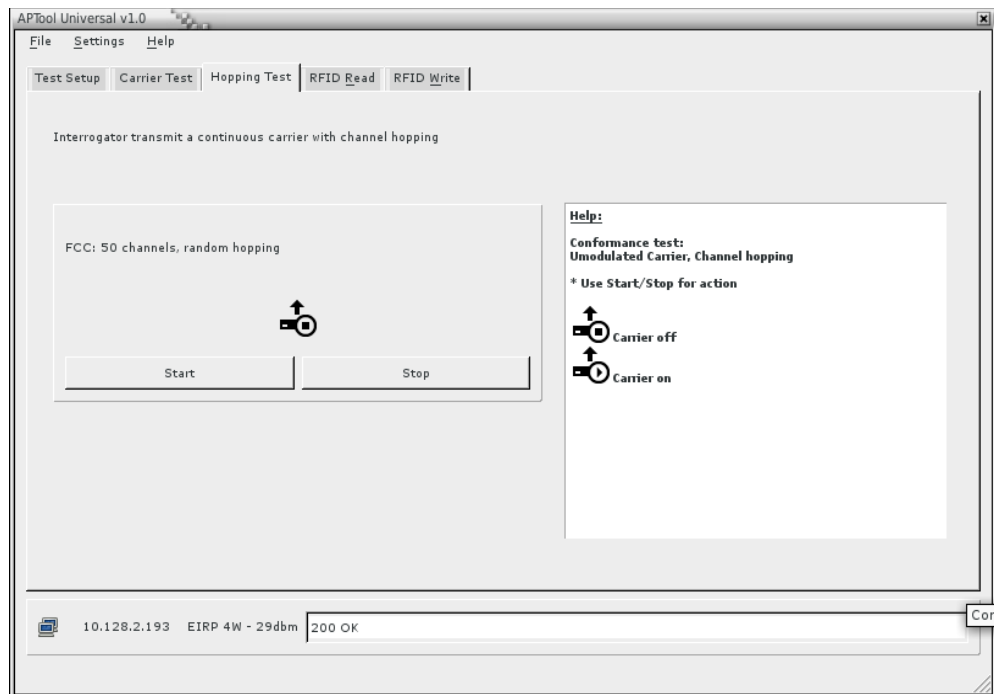 APTool Universal v1.0
File Settings Help
Test Setup Carrier Test Hopping Test RFID Read RFID Write
Interrogator transmit a continuous carrier with channel hopping
FCC: 50 channels, random hopping
Start Stop
Help:
Conformance test:
Umodulated Carrier, Channel hopping
* Use Start/Stop for action
Carrier off
Carrier on
10.128.2.193 EIRP 4W - 29dbm 200 OK
Cor